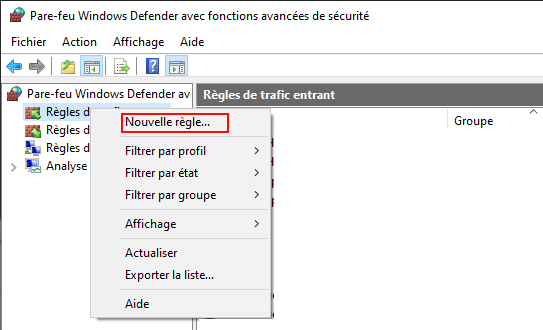 Pare-feu Windows Defender avec fonctions avancées de sécurité
Fichier Action Affichage Aide
Pare-feu Windows Defender av
Règles de trafic entrant
Règles d
Nouvelle règle...
Groupe
Règles d
Règles d
Filtrer par profil
Analyse
Filtrer par état
Filtrer par groupe
Affichage
Actualiser
Exporter la liste...
Aide